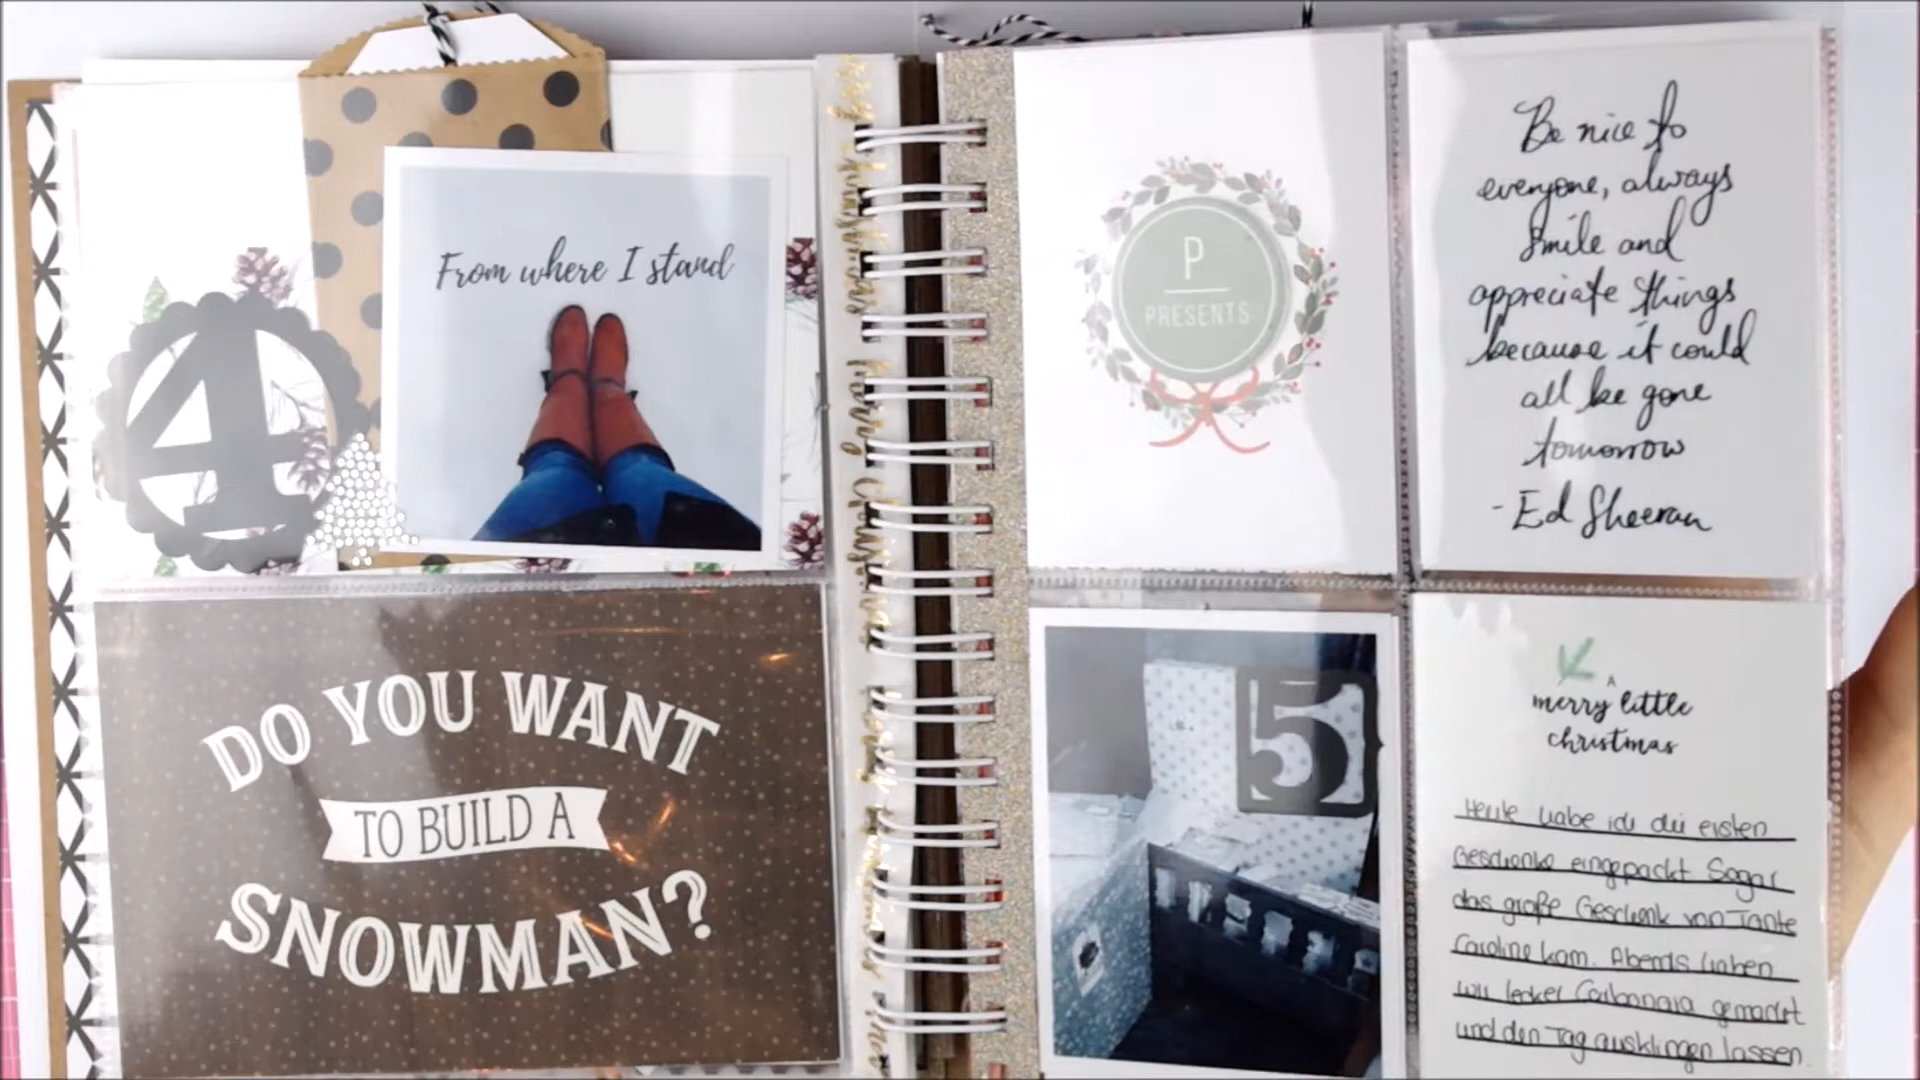 4
From where I stand
DO YOU WANT
TO BUILD A
SNOWMAN?
P
PRESENTS
Be nice to
everyone, always
smile and
appreciate things
because it could
all be gone
tomorrow
- Ed Sheeran
5
A
merry little
christmas
Heute habe ich die ersten
Geschenke eingepackt Sogar
das große Geschenk von Tante
Caroline kam. Abends haben
wir lecker Carbonara gemacht
und den Tag ausklingen lassen.